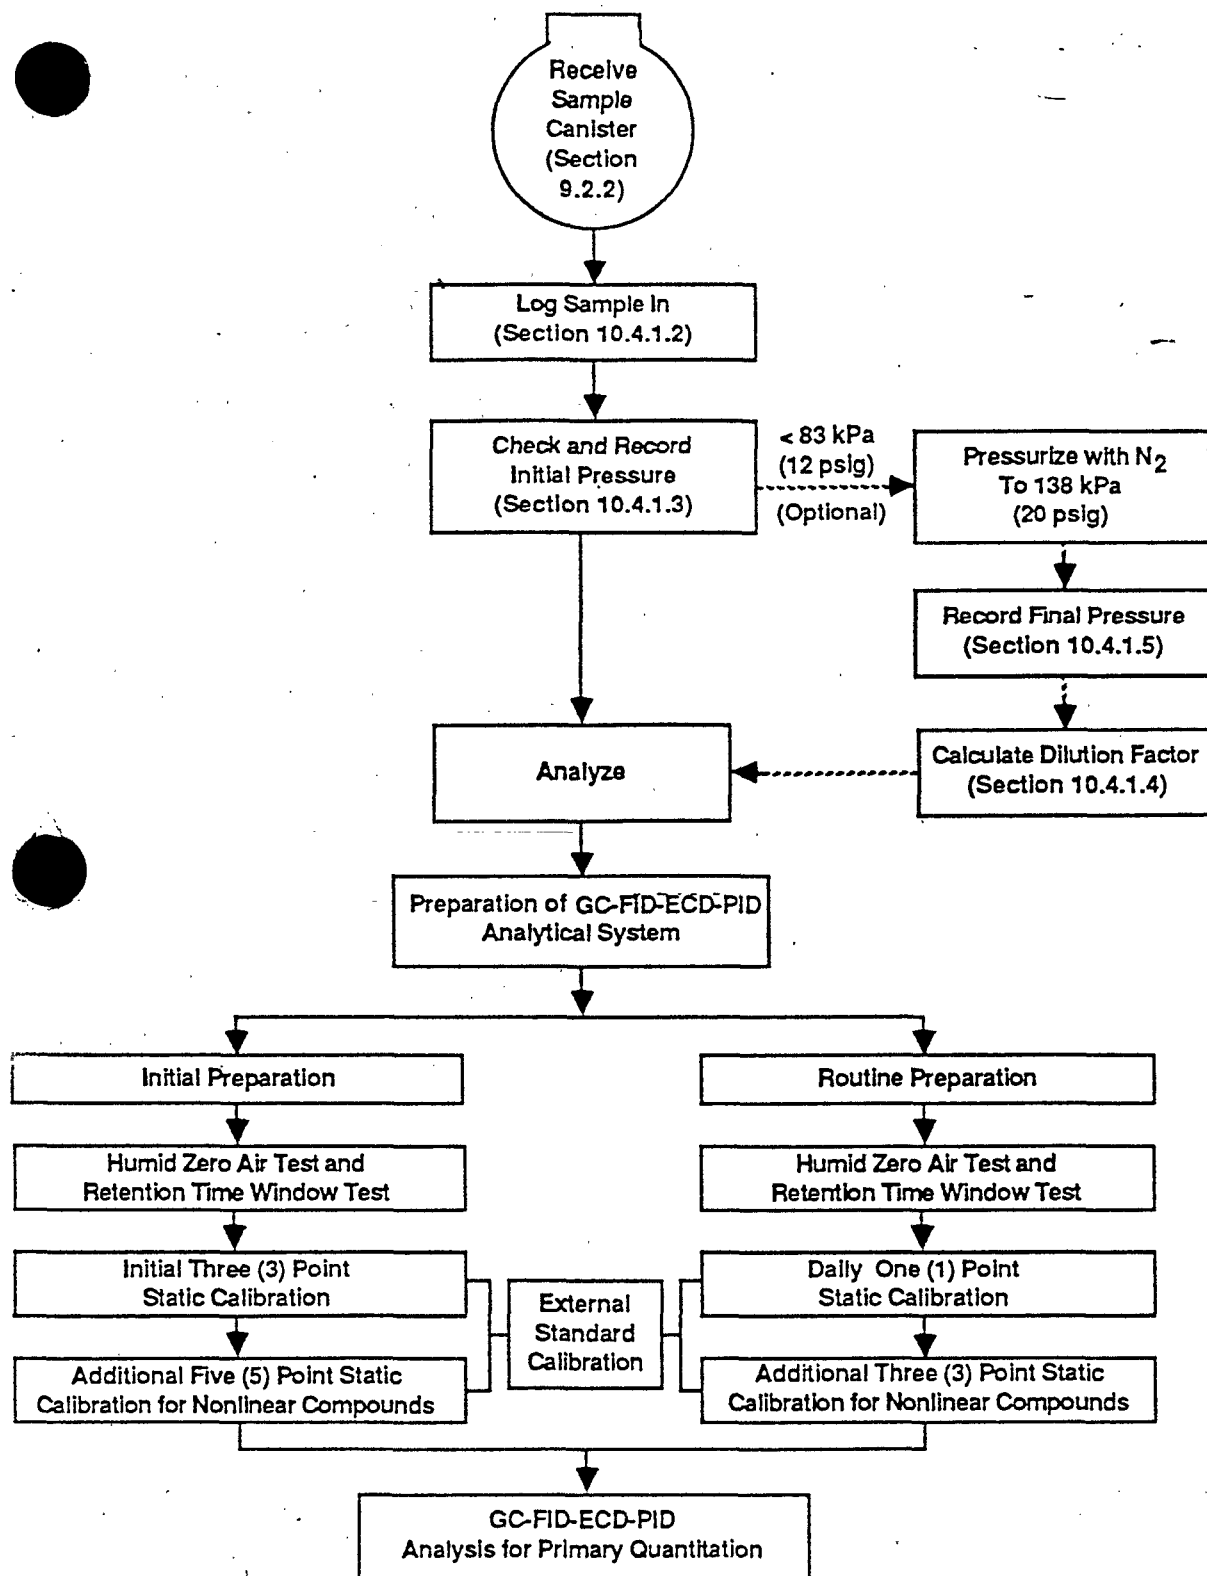 Receive
Sample
Canister
(Section
9.2.2)
Log Sample In
(Section 10.4.1.2)
Check and Record
Initial Pressure
(Section 10.4.1.3)
< 83 kPa
(12 psig)
(Optional)
Pressurize with N2
To 138 kPa
(20 psig)
Record Final Pressure
(Section 10.4.1.5)
Calculate Dilution Factor
(Section 10.4.1.4)
Analyze
Preparation of GC-FID-ECD-PID
Analytical System
Initial Preparation
Routine Preparation
Humid Zero Air Test and
Retention Time Window Test
Humid Zero Air Test and
Retention Time Window Test
Initial Three (3) Point
Static Calibration
External
Standard
Calibration
Daily One (1) Point
Static Calibration
Additional Five (5) Point Static
Calibration for Nonlinear Compounds
Additional Three (3) Point Static
Calibration for Nonlinear Compounds
GC-FID-ECD-PID
Analysis for Primary Quantitation